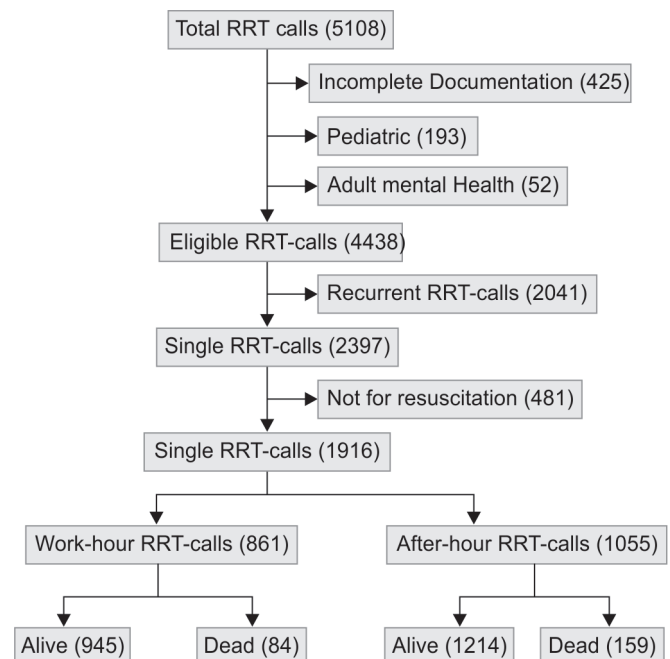 Total RRT calls (5108)
Incomplete Documentation (425)
Pediatric (193)
Adult mental Health (52)
Eligible RRT-calls (4438)
Recurrent RRT-calls (2041)
Single RRT-calls (2397)
Not for resuscitation (481)
Single RRT-calls (1916)
Work-hour RRT-calls (861)
After-hour RRT-calls (1055)
Alive (945)
Dead (84)
Alive (1214)
Dead (159)